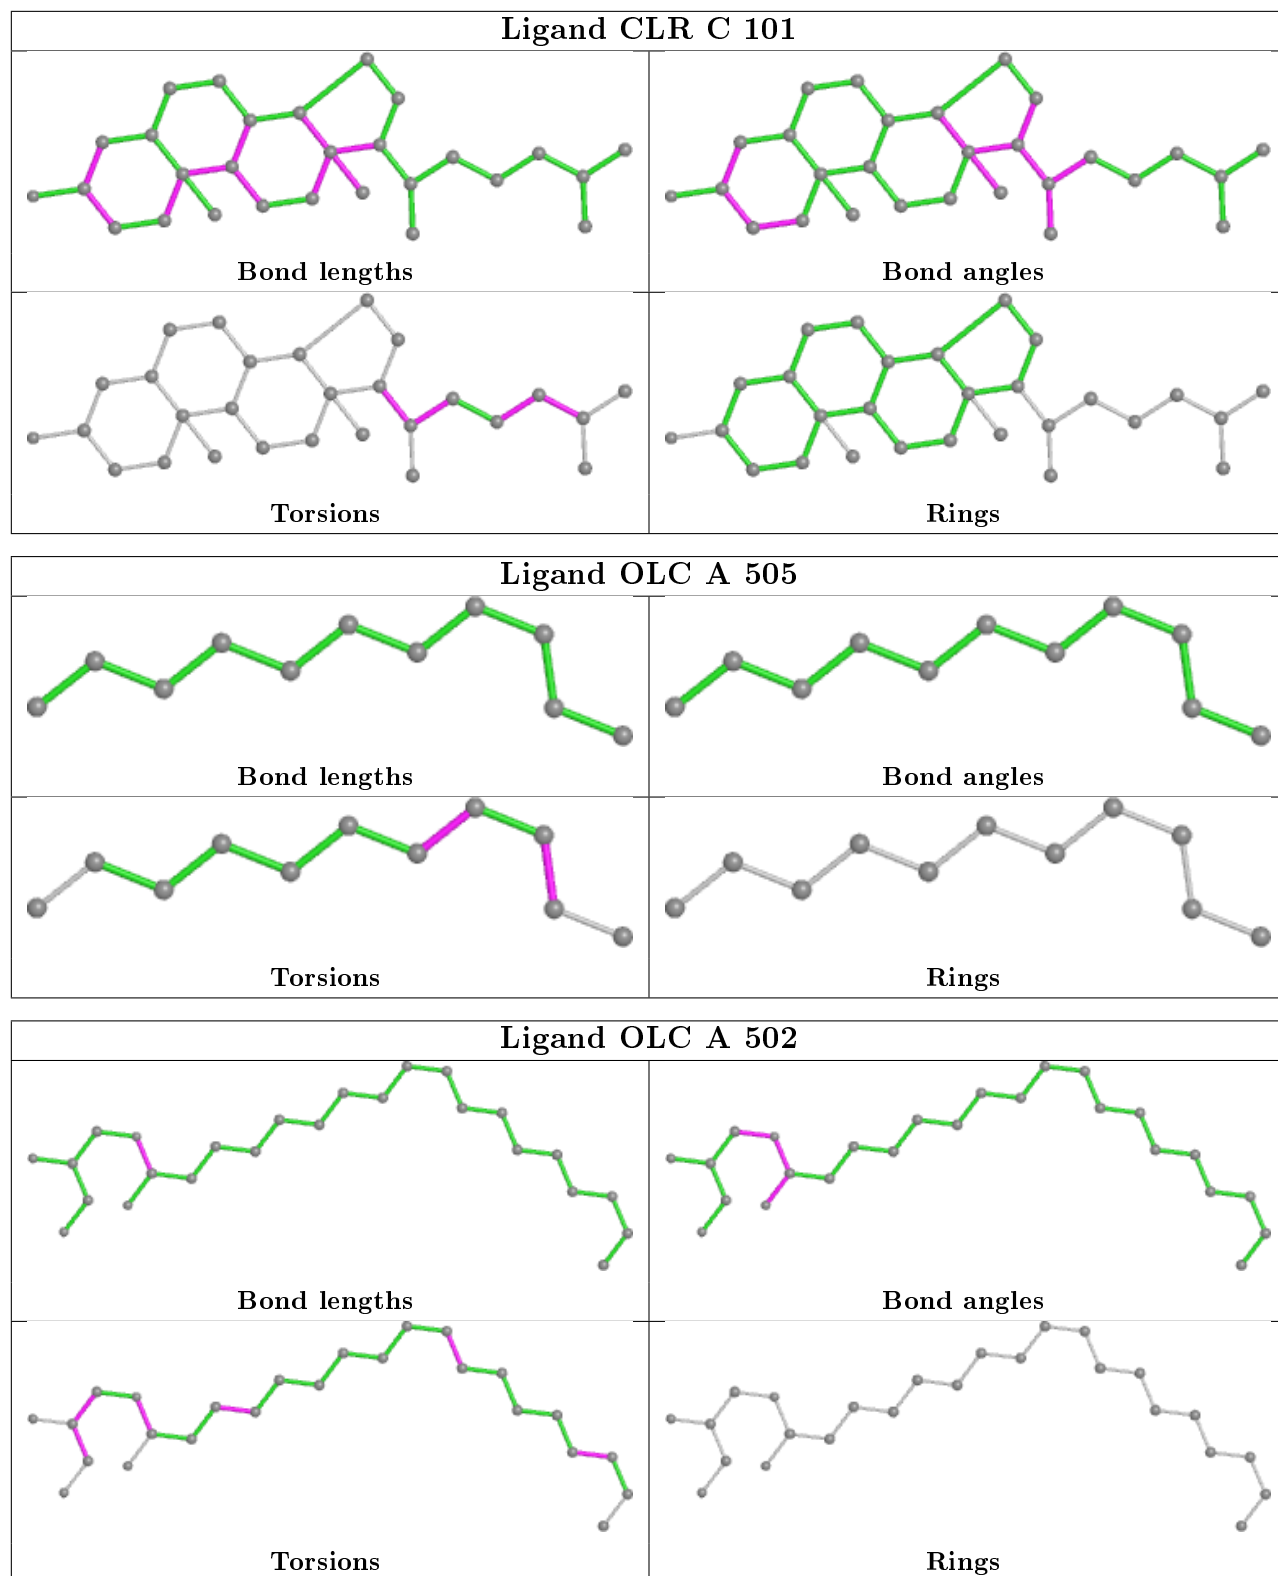 Ligand CLR C 101
Bond lengths
Bond angles
Torsions
Rings
Ligand OLC A 505
Bond lengths
Bond angles
Torsions
Rings
Ligand OLC A 502
Bond lengths
Bond angles
Torsions
Rings